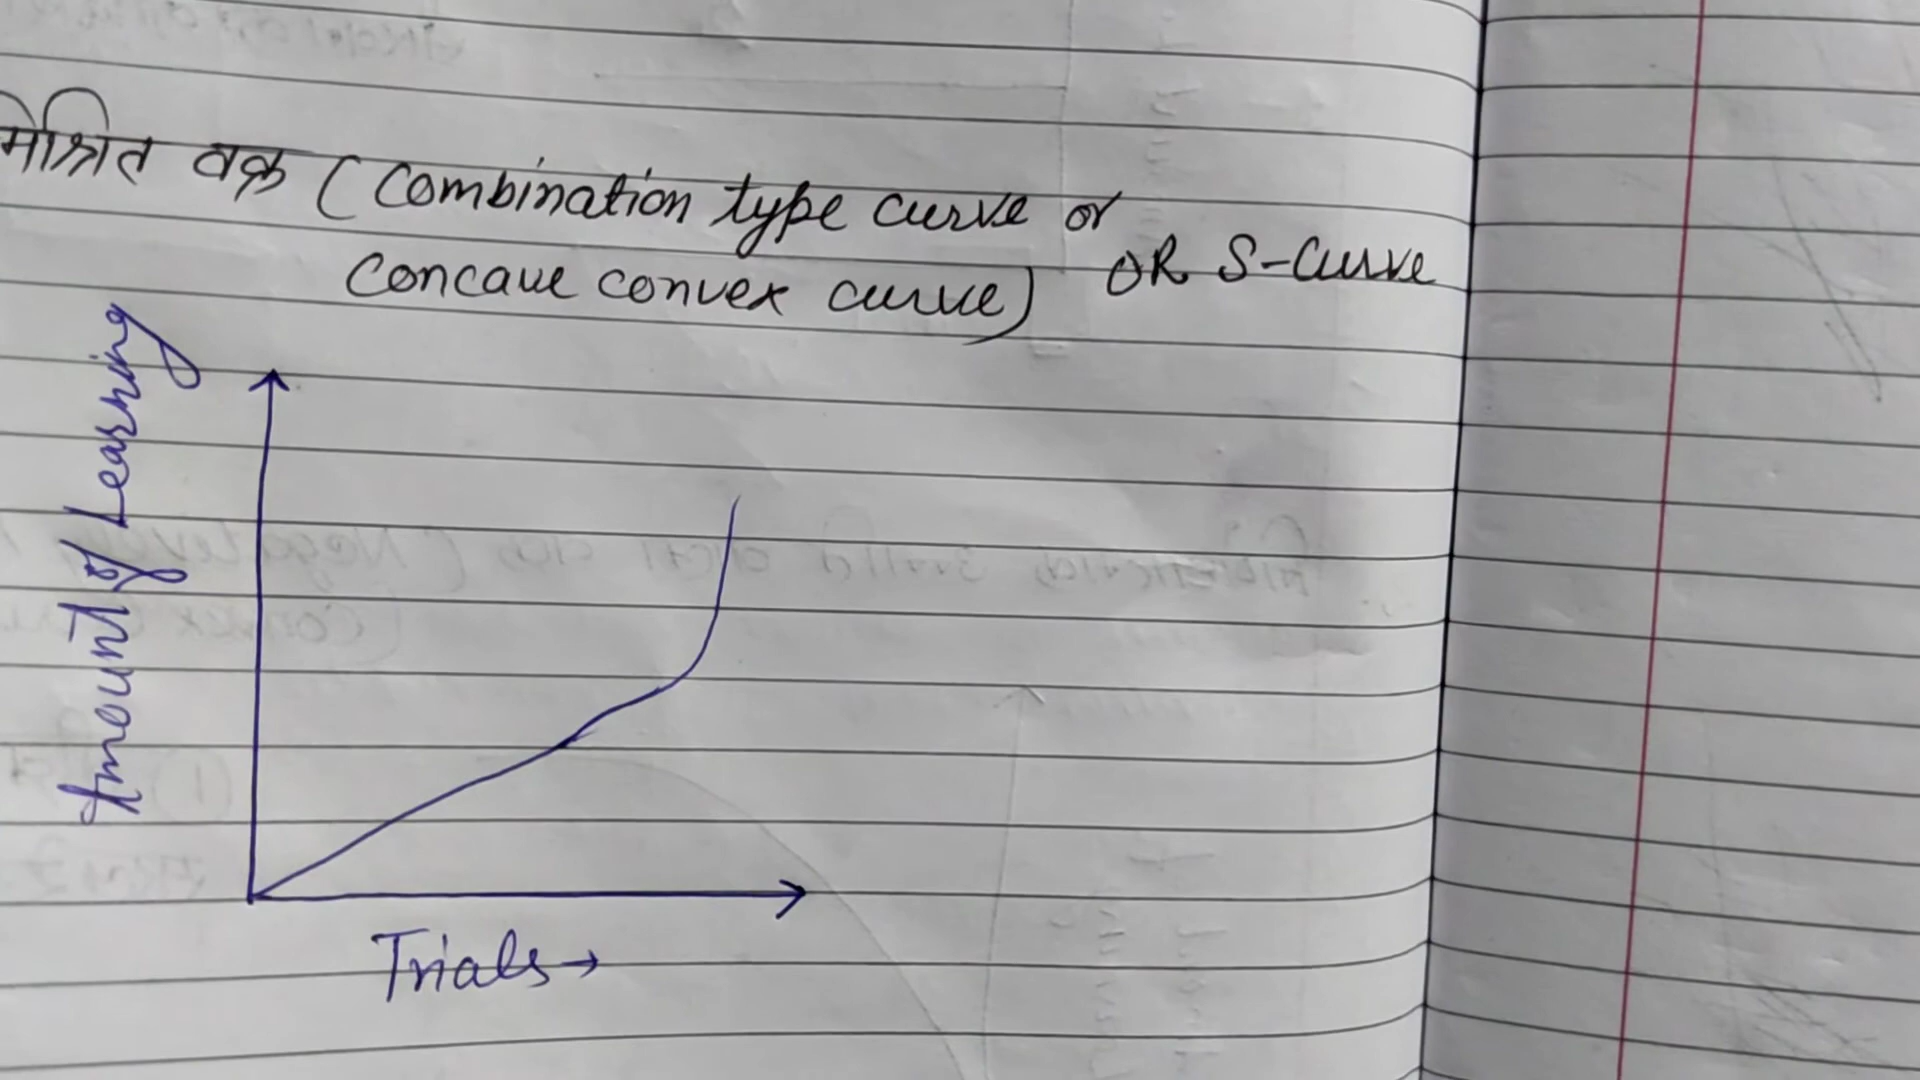 मिश्रित वक्र (Combination type curve or
Concave convex curve) OR S-Curve
Amount of Learning
Trials→